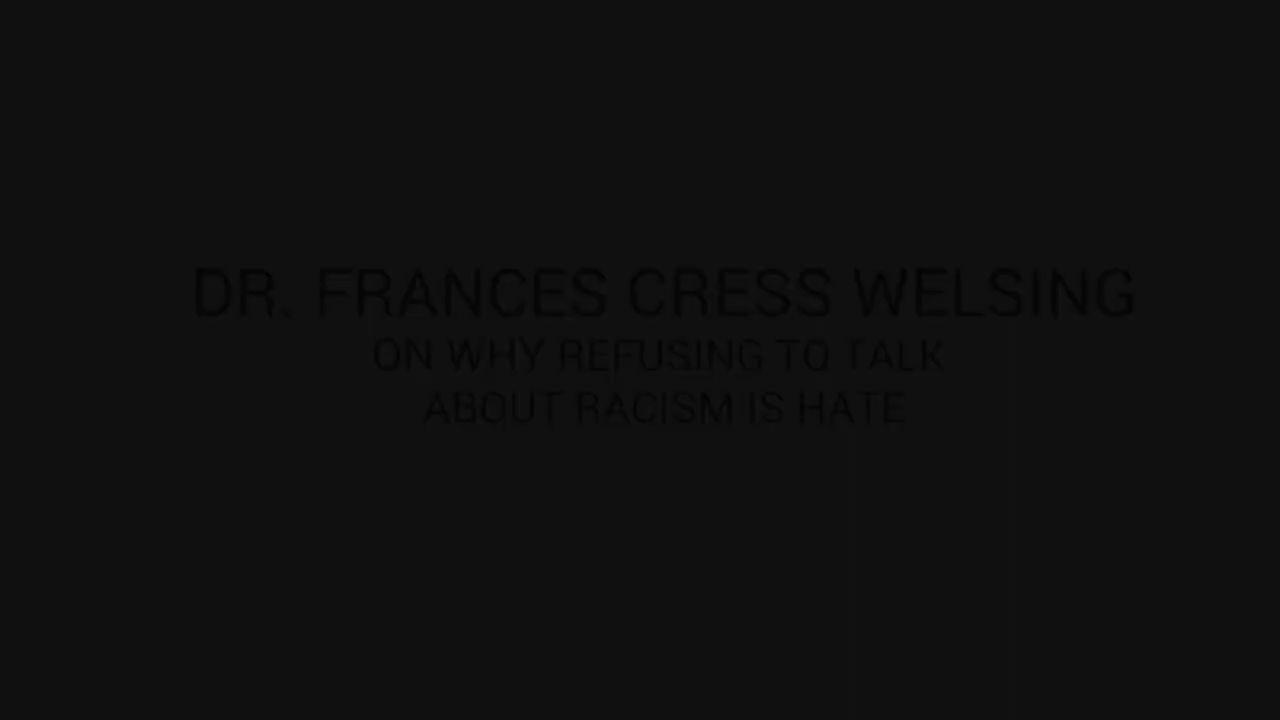 DR. FRANCES CRESS WELSING
ON WHY REFUSING TO TALK
ABOUT RACISM IS HATE